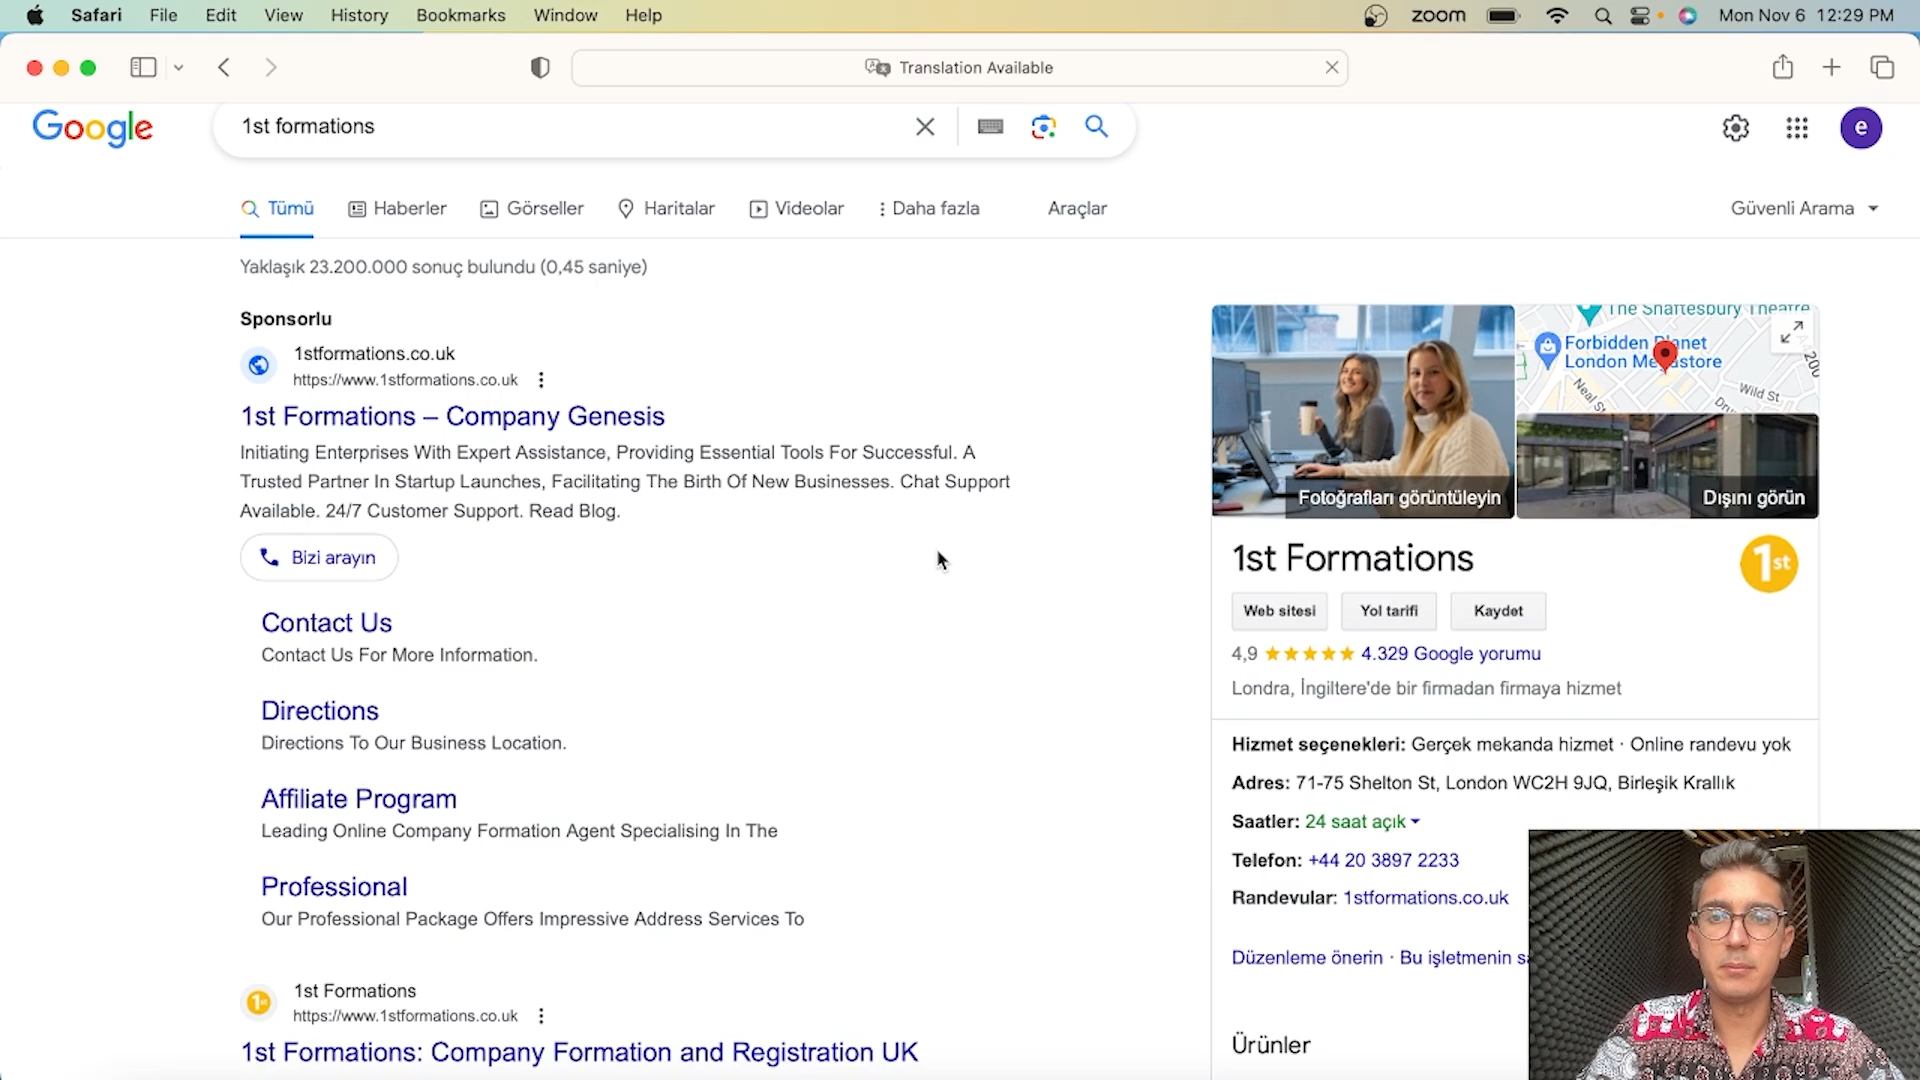 Safari File Edit View History Bookmarks Window Help zoom Mon Nov 6 12:29 PM
Translation Available
Google 1st formations e
Tümü Haberler Görseller Haritalar Videolar Daha fazla Araçlar Güvenli Arama
Yaklaşık 23.200.000 sonuç bulundu (0,45 saniye)
Sponsorlu
1stformations.co.uk
https://www.1stformations.co.uk
1st Formations – Company Genesis
Initiating Enterprises With Expert Assistance, Providing Essential Tools For Successful. A
Trusted Partner In Startup Launches, Facilitating The Birth Of New Businesses. Chat Support
Available. 24/7 Customer Support. Read Blog.
Bizi arayın
Contact Us
Contact Us For More Information.
Directions
Directions To Our Business Location.
Affiliate Program
Leading Online Company Formation Agent Specialising In The
Professional
Our Professional Package Offers Impressive Address Services To
1st Formations
https://www.1stformations.co.uk
1st Formations: Company Formation and Registration UK
The Shaftesbury Theatre
Forbidden Planet
London Megastore
Neal St
Wild St
Fotoğrafları görüntüleyin
Dışını görün
1st Formations
1st
Web sitesi Yol tarifi Kaydet
4,9 4.329 Google yorumu
Londra, İngiltere'de bir firmadan firmaya hizmet
Hizmet seçenekleri: Gerçek mekanda hizmet · Online randevu yok
Adres: 71-75 Shelton St, London WC2H 9JQ, Birleşik Krallık
Saatler: 24 saat açık
Telefon: +44 20 3897 2233
Randevular: 1stformations.co.uk
Düzenleme önerin · Bu işletmenin
Ürünler